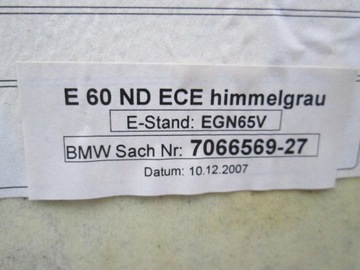 E 60 ND ECE himmelgrau
E-Stand: EGN65V
BMW Sach Nr: 7066569-27
Datum: 10.12.2007